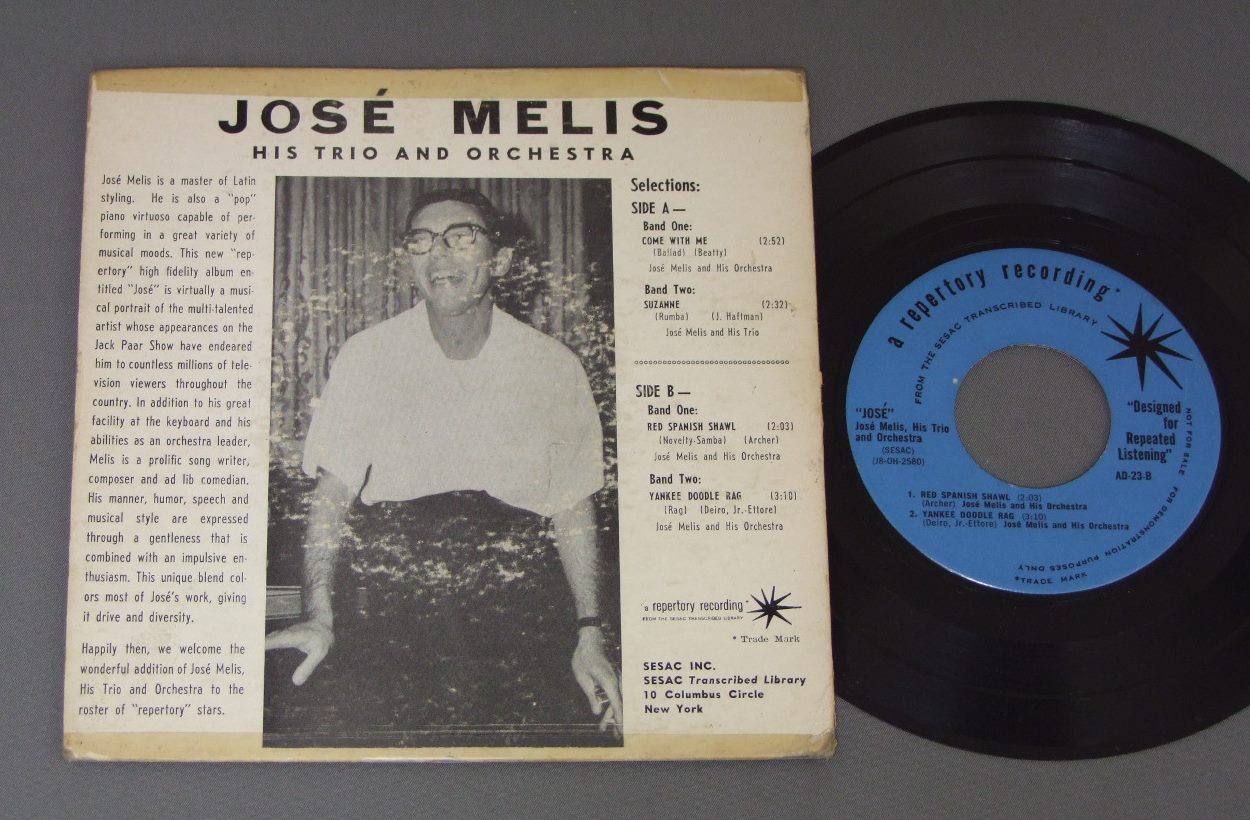 JOSÉ MELIS
HIS TRIO AND ORCHESTRA
José Melis is a master of Latin
styling. He is also a "pop"
piano virtuoso capable of per-
forming in a great variety of
musical moods. This new "rep-
ertory" high fidelity album en-
titled "José" is virtually a musi-
cal portrait of the multi-talented
artist whose appearances on the
Jack Paar Show have endeared
him to countless millions of tele-
vision viewers throughout the
country. In addition to his great
facility at the keyboard and his
abilities as an orchestra leader,
Melis is a prolific song writer,
composer and ad lib comedian.
His manner, humor, speech and
musical style are expressed
through a gentleness that is
combined with an impulsive en-
thusiasm. This unique blend col-
ors most of José's work, giving
it drive and diversity.
Happily then, we welcome the
wonderful addition of José Melis,
His Trio and Orchestra to the
roster of "repertory" stars.
Selections:
SIDE A—
Band One:
COME WITH ME (2:52)
(Ballad) (Beatty)
José Melis and His Orchestra
Band Two:
SUZANNE (2:32)
(Rumba) (J. Haftman)
José Melis and His Trio
SIDE B—
Band One:
RED SPANISH SHAWL (2:03)
(Novelty-Samba) (Archer)
José Melis and His Orchestra
Band Two:
YANKEE DOODLE RAG (3:10)
(Rag) (Deiro, Jr.-Ettore)
José Melis and His Orchestra
a repertory recording*
FROM THE SESAC TRANSCRIBED LIBRARY
* Trade Mark
SESAC INC.
SESAC Transcribed Library
10 Columbus Circle
New York
a repertory recording*
FROM THE SESAC TRANSCRIBED LIBRARY
"JOSÉ"
José Melis, His Trio
and Orchestra
(SESAC)
(J8-OH-2580)
"Designed
for
Repeated
Listening"
AD-23-B
1. RED SPANISH SHAWL (2:03)
(Archer) José Melis and His Orchestra
2. YANKEE DOODLE RAG (3:10)
(Deiro, Jr.-Ettore) José Melis and His Orchestra
NOT FOR SALE FOR DEMONSTRATION PURPOSES ONLY
*TRADE MARK